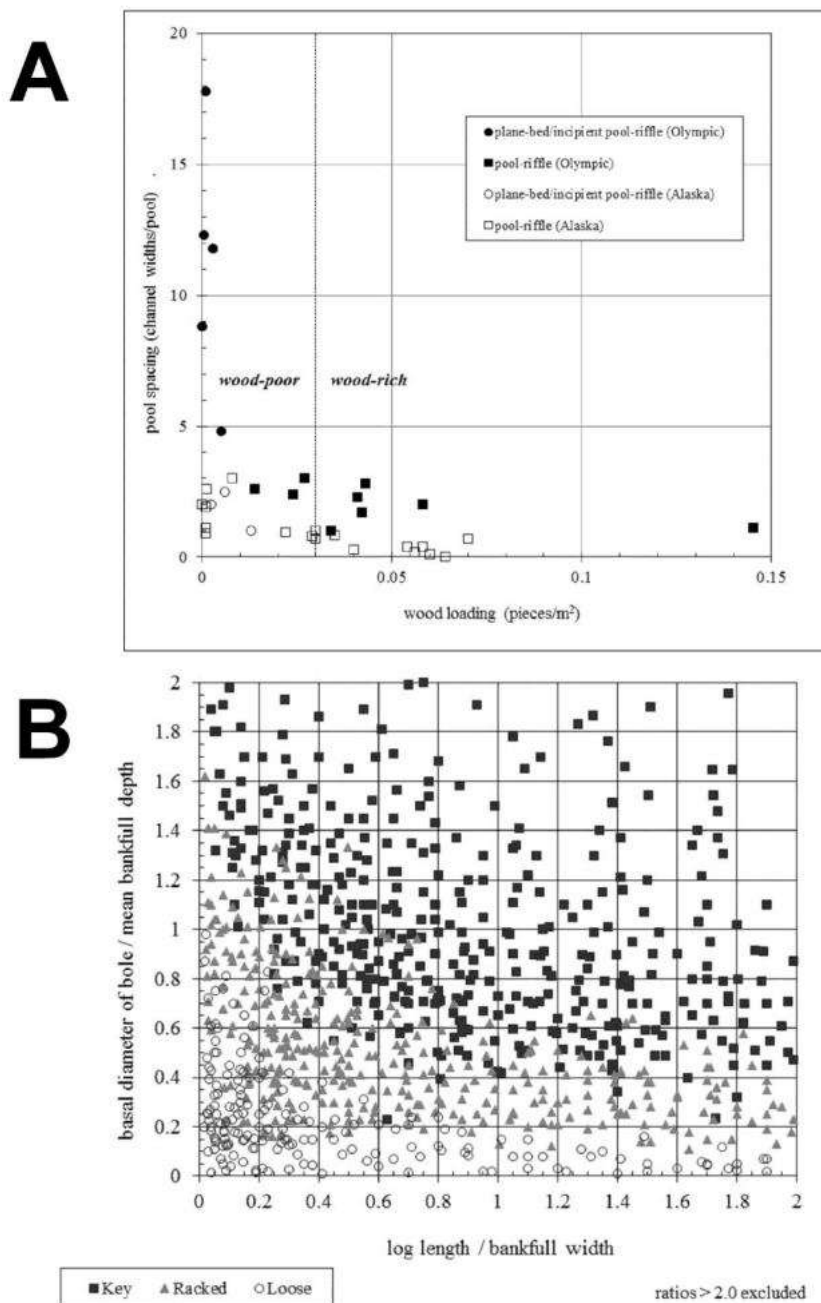 A
20
plane-bed/incipient pool-riffle (Olympic)
pool-riffle (Olympic)
plane-bed/incipient pool-riffle (Alaska)
pool-riffle (Alaska)
15
10
5
0
pool spacing (channel widths/pool)
wood-poor
wood-rich
0
0.05
0.1
0.15
wood loading (pieces/m²)
B
2
1.8
1.6
1.4
1.2
1
0.8
0.6
0.4
0.2
0
basal diameter of bole / mean bankfull depth
0 0.2 0.4 0.6 0.8 1 1.2 1.4 1.6 1.8 2
log length / bankfull width
Key Racked Loose
ratios > 2.0 excluded